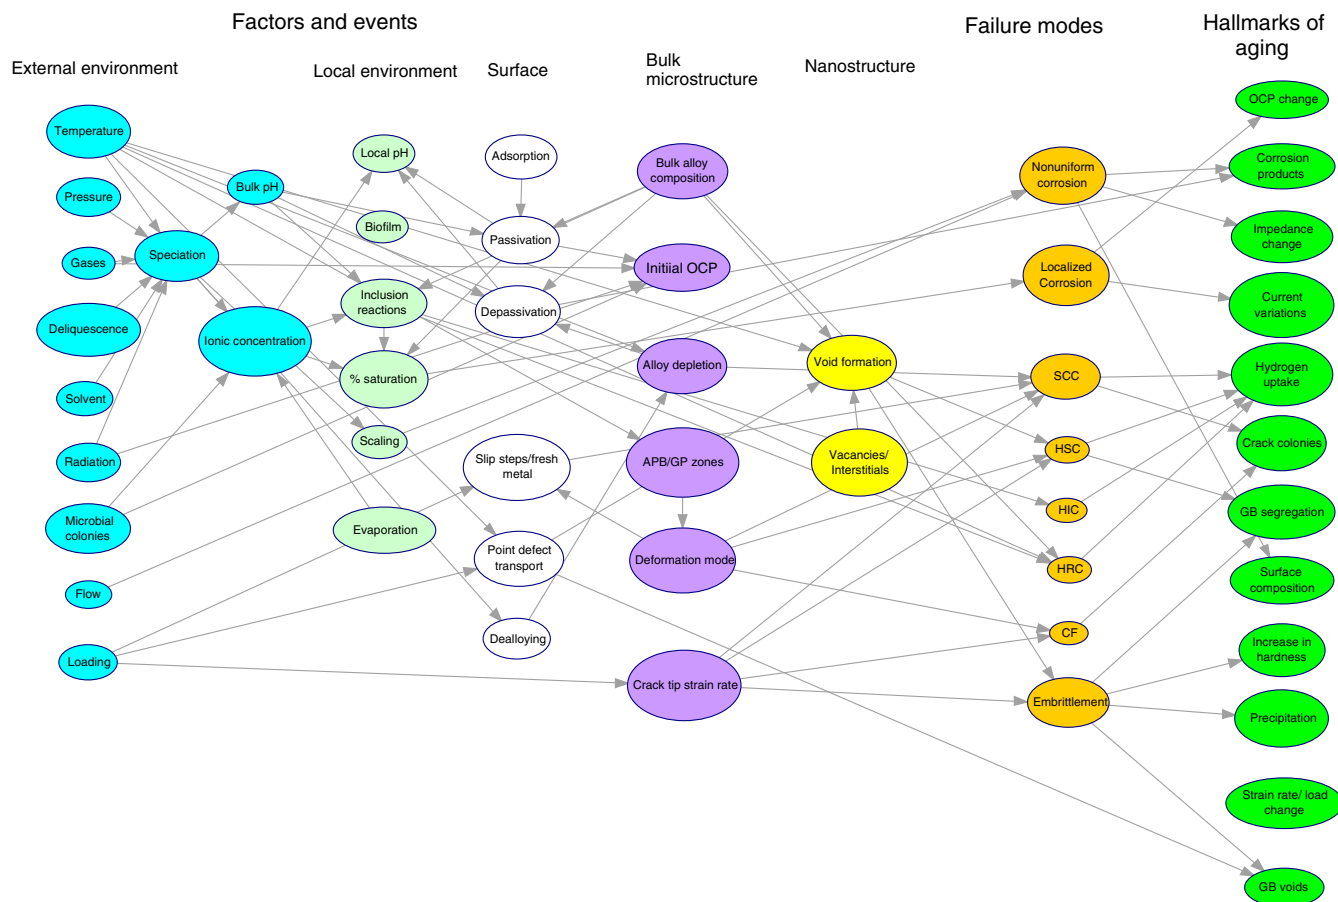 Factors and events
Failure modes
Hallmarks of
aging
External environment
Local environment
Surface
Bulk
microstructure
Nanostructure
Temperature
Pressure
Gases
Deliquescence
Solvent
Radiation
Microbial
colonies
Flow
Loading
Bulk pH
Speciation
Ionic concentration
Local pH
Biofilm
Inclusion
reactions
% saturation
Scaling
Evaporation
Adsorption
Passivation
Depassivation
Slip steps/fresh
metal
Point defect
transport
Dealloying
Bulk alloy
composition
Initiial OCP
Alloy depletion
APB/GP zones
Deformation mode
Crack tip strain rate
Void formation
Vacancies/
Interstitials
Nonuniform
corrosion
Localized
Corrosion
SCC
HSC
HIC
HRC
CF
Embrittlement
OCP change
Corrosion
products
Impedance
change
Current
variations
Hydrogen
uptake
Crack colonies
GB segregation
Surface
composition
Increase in
hardness
Precipitation
Strain rate/ load
change
GB voids